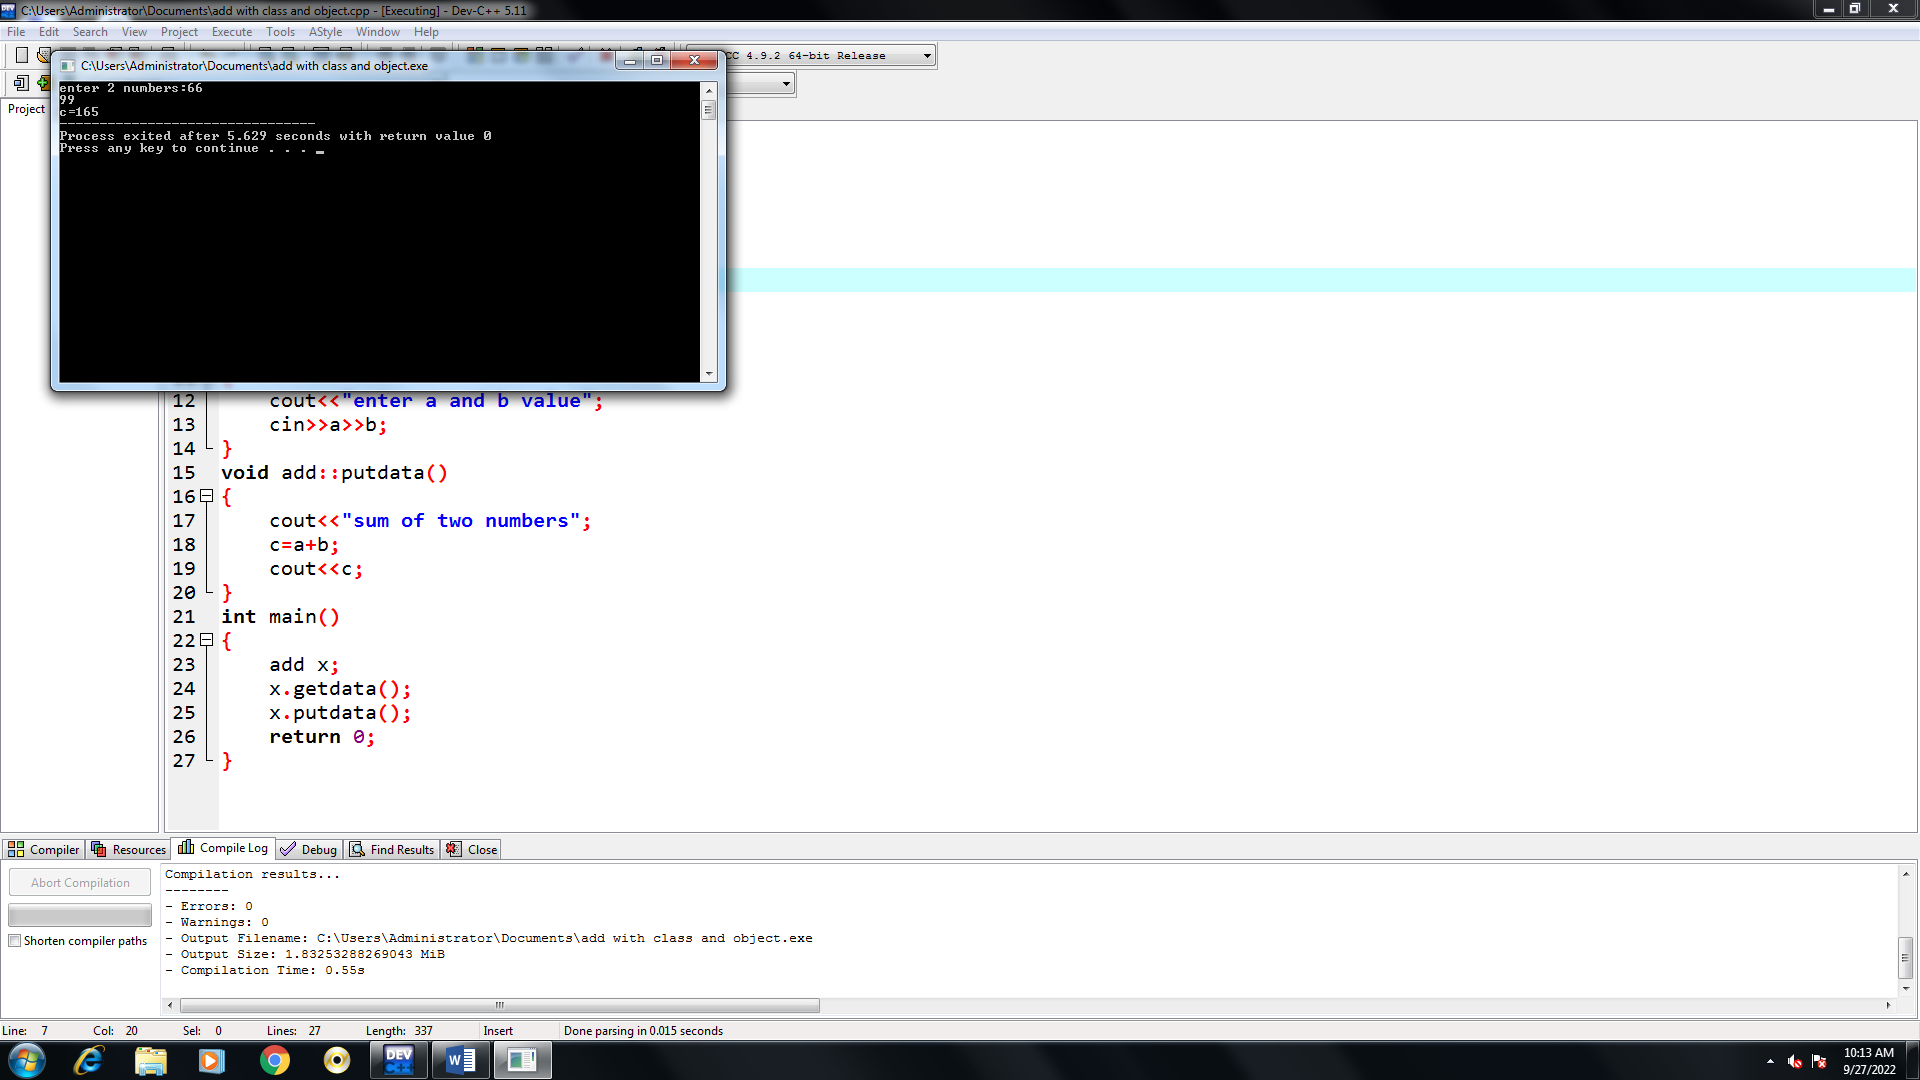 C:\Users\Administrator\Documents\add with class and object.cpp - [Executing] - Dev-C++ 5.11
File Edit Search View Project Execute Tools AStyle Window Help
CC 4.9.2 64-bit Release
C:\Users\Administrator\Documents\add with class and object.exe
enter 2 numbers:66
99
c=165
--------------------------------
Process exited after 5.629 seconds with return value 0
Press any key to continue . . . _
Project
12 cout<<"enter a and b value";
13 cin>>a>>b;
14 }
15 void add::putdata()
16 {
17 cout<<"sum of two numbers";
18 c=a+b;
19 cout<<c;
20 }
21 int main()
22 {
23 add x;
24 x.getdata();
25 x.putdata();
26 return 0;
27 }
Compiler Resources Compile Log Debug Find Results Close
Abort Compilation
Shorten compiler paths
Compilation results...
--------
- Errors: 0
- Warnings: 0
- Output Filename: C:\Users\Administrator\Documents\add with class and object.exe
- Output Size: 1.83253288269043 MiB
- Compilation Time: 0.55s
Line: 7 Col: 20 Sel: 0 Lines: 27 Length: 337 Insert Done parsing in 0.015 seconds
DEV C++
W
10:13 AM
9/27/2022